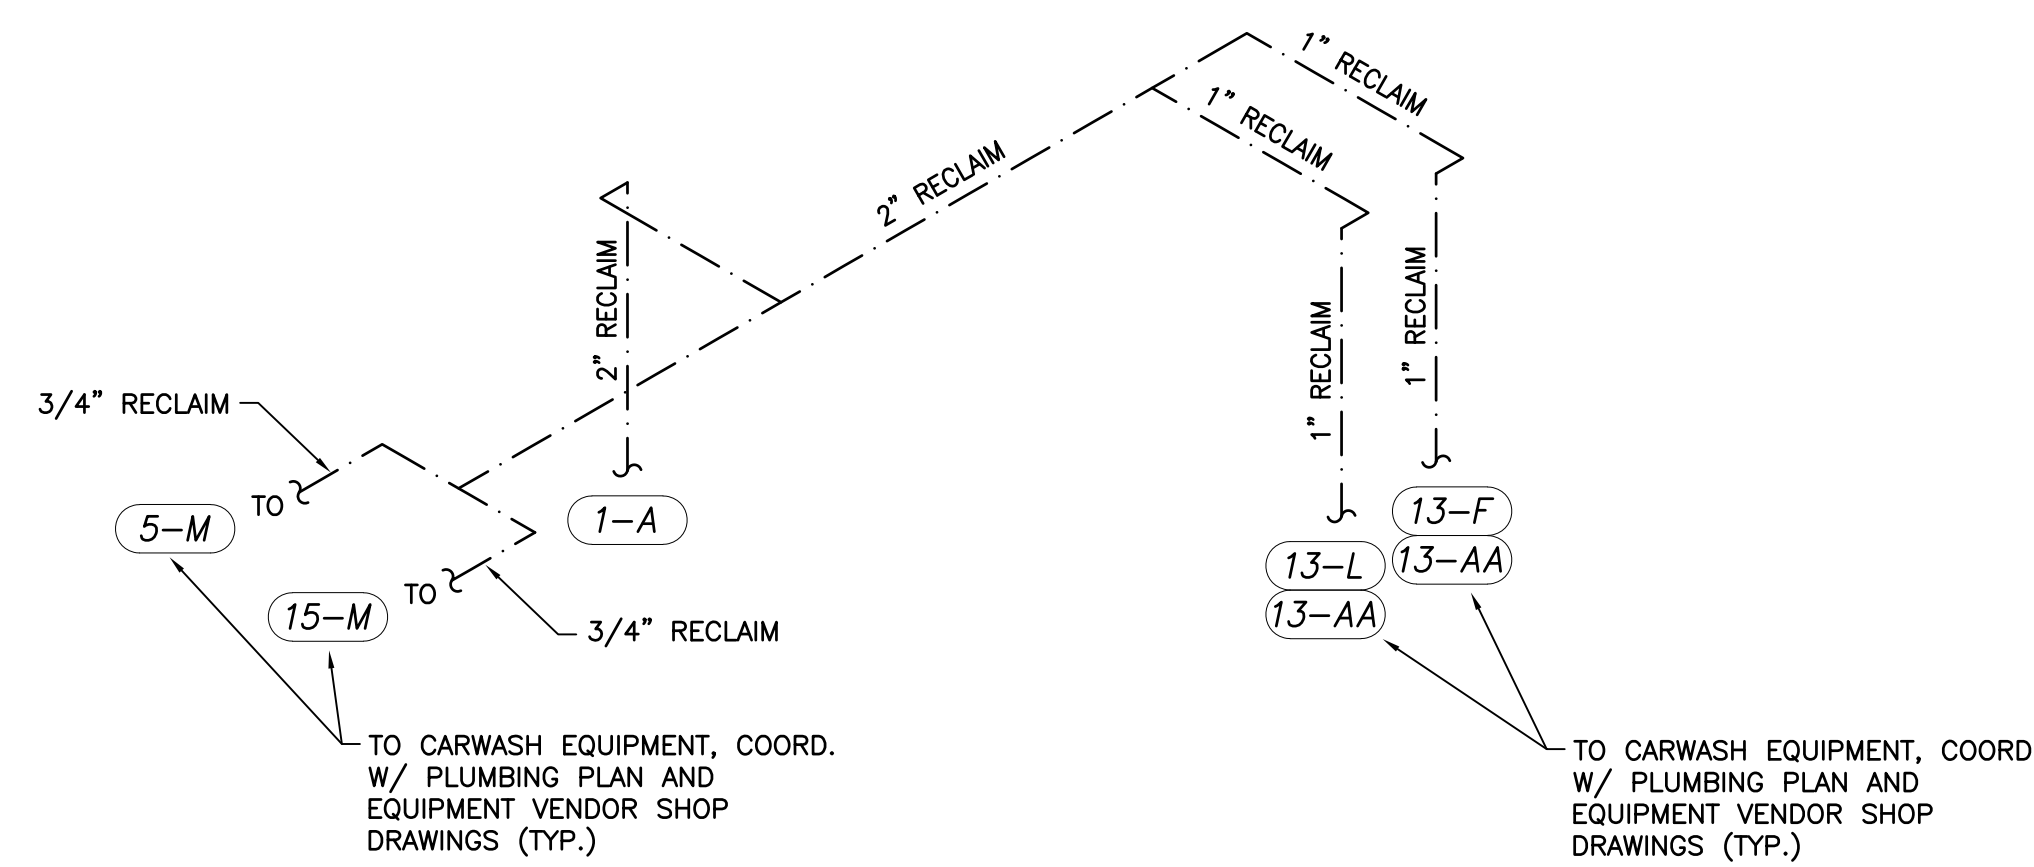 1” RECLAIM
1” RECLAIM
2” RECLAIM
2” RECLAIM
1” RECLAIM
1” RECLAIM
3/4” RECLAIM
TO
5-M
1-A
13-F
13-AA
13-L
13-AA
TO
15-M
3/4” RECLAIM
TO CARWASH EQUIPMENT, COORD.
W/ PLUMBING PLAN AND
EQUIPMENT VENDOR SHOP
DRAWINGS (TYP.)
TO CARWASH EQUIPMENT, COORD
W/ PLUMBING PLAN AND
EQUIPMENT VENDOR SHOP
DRAWINGS (TYP.)